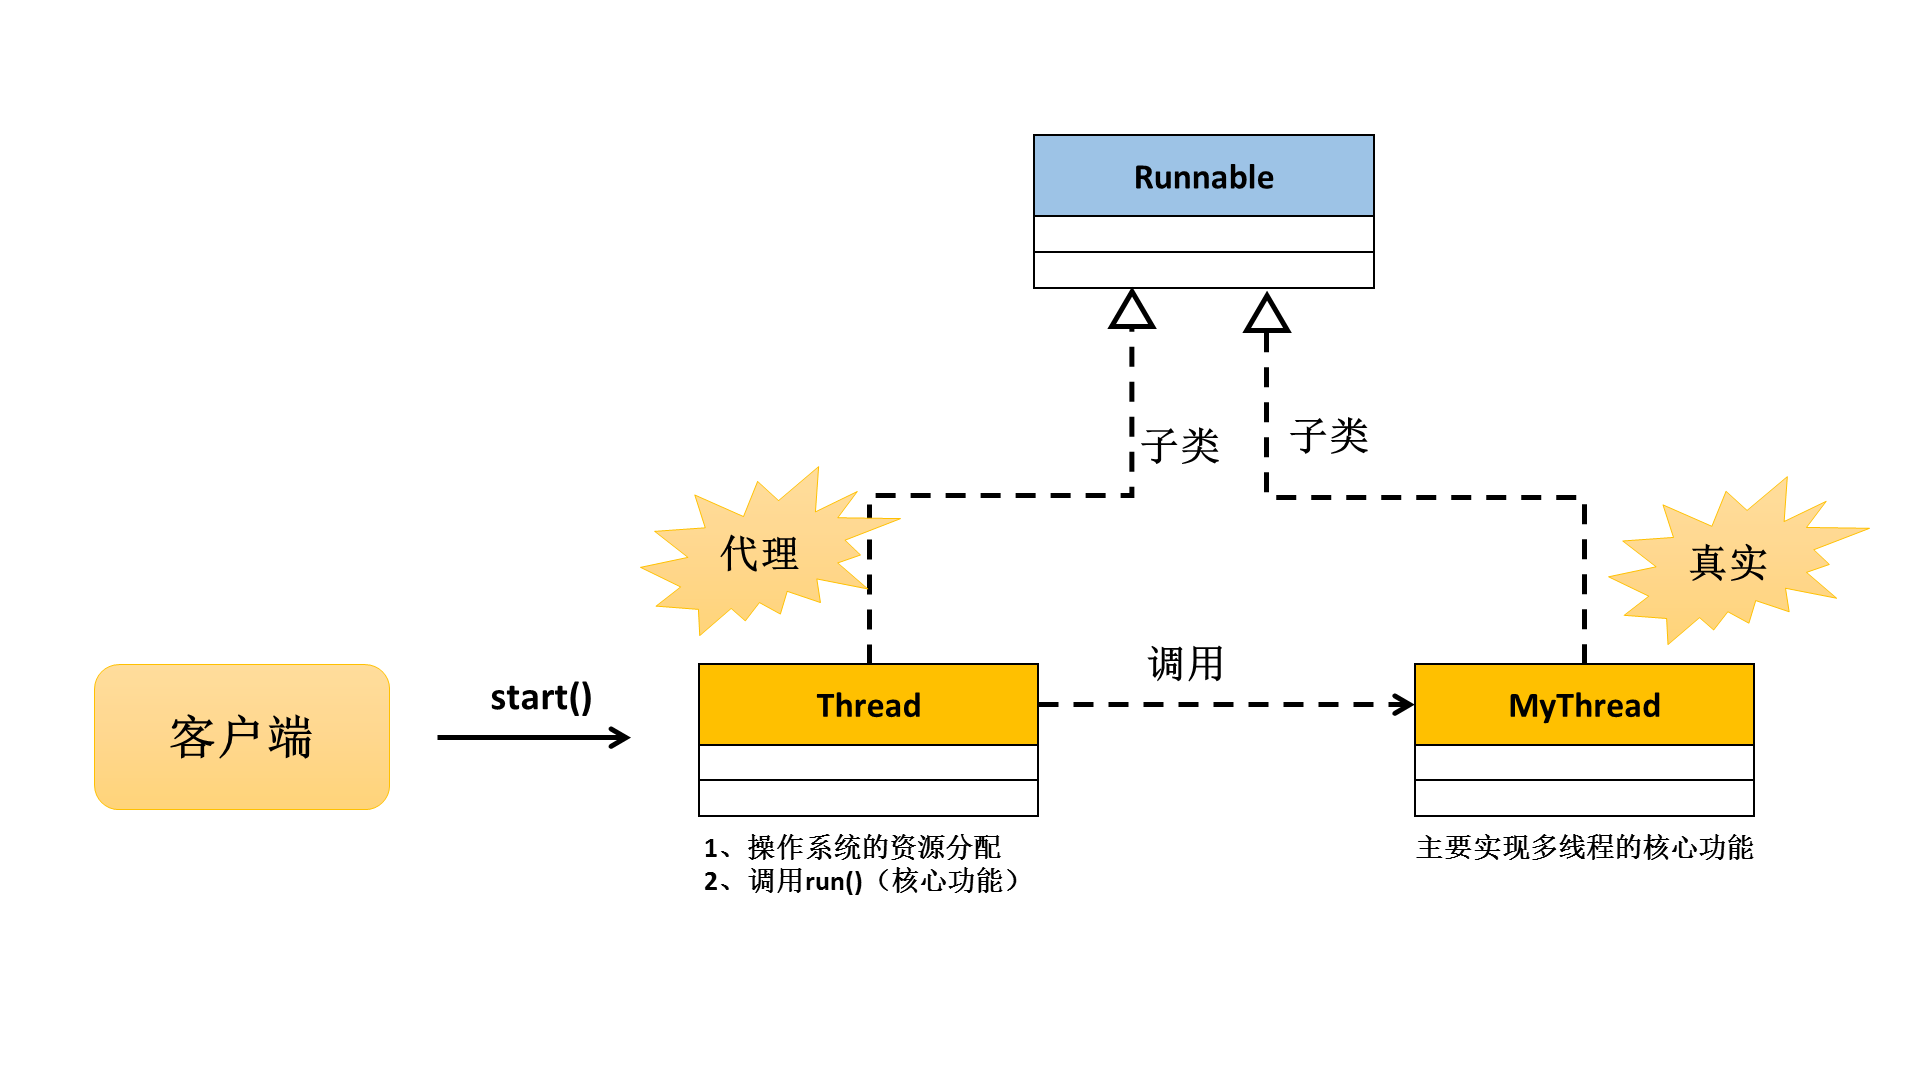 Runnable
子类
子类
代理
真实
客户端
start()
Thread
调用
MyThread
1、操作系统的资源分配
2、调用run()（核心功能）
主要实现多线程的核心功能